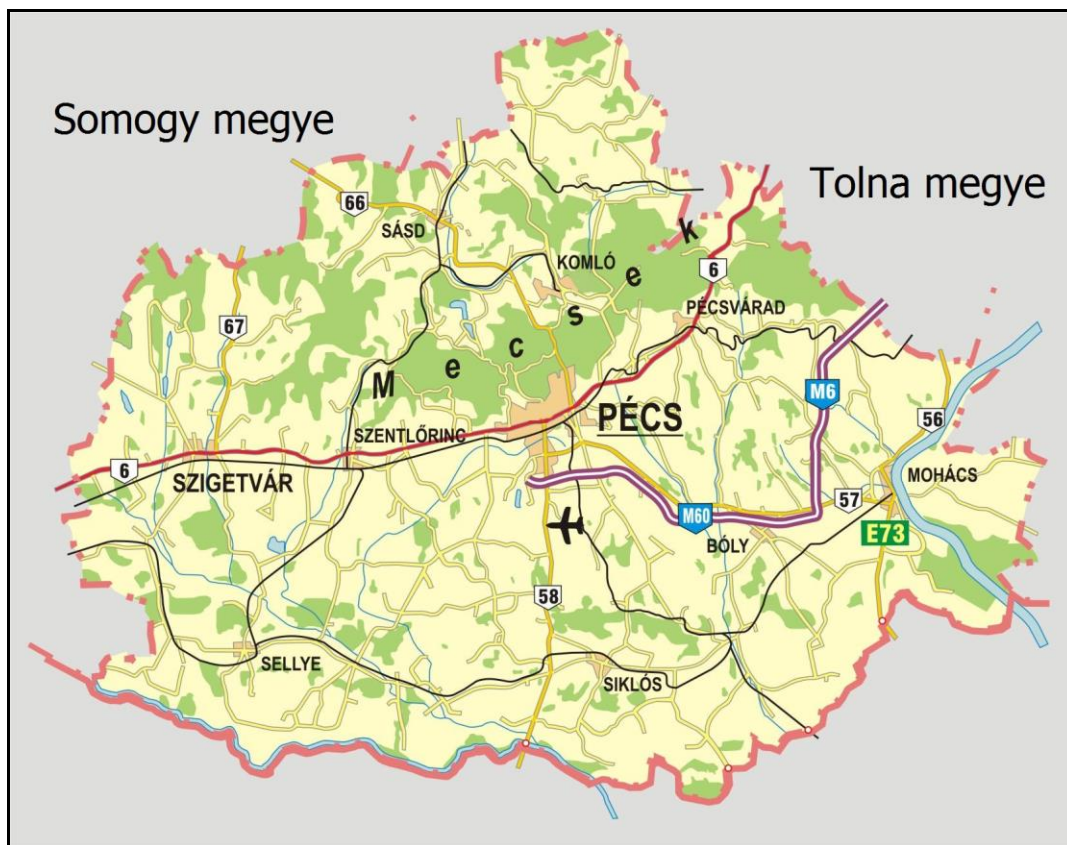 Somogy megye
Tolna megye
66
SÁSD
KOMLÓ
6
PÉCSVÁRAD
67
Mecsek
M6
56
SZENTLŐRINC
PÉCS
6
SZIGETVÁR
MOHÁCS
57
M60
BÓLY
E73
58
SELLYE
SIKLÓS